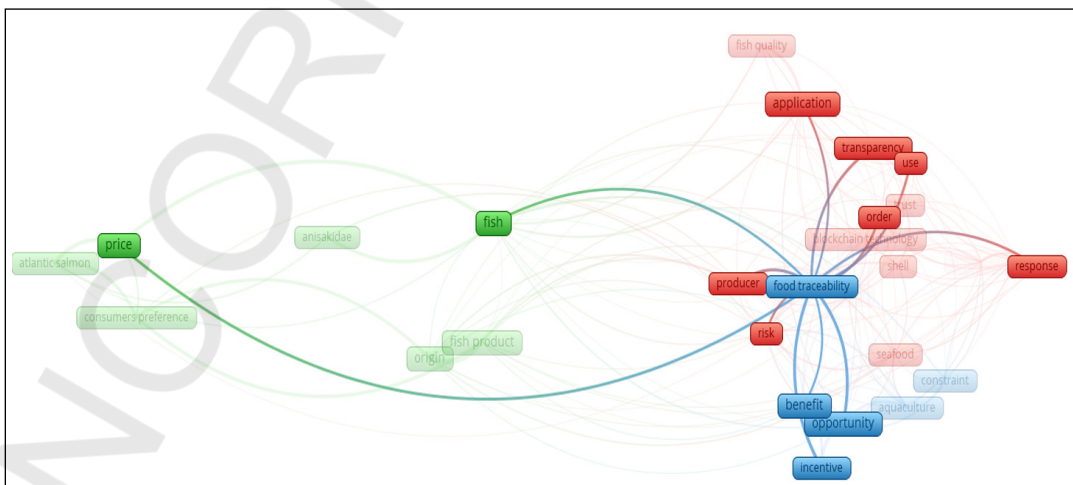 fish quality
application
transparency
use
trust
order
fish
price
anisakidae
blockchain technology
atlantic salmon
shell
response
producer
food traceability
consumers preference
risk
fish product
origin
seafood
constraint
benefit
aquaculture
opportunity
incentive